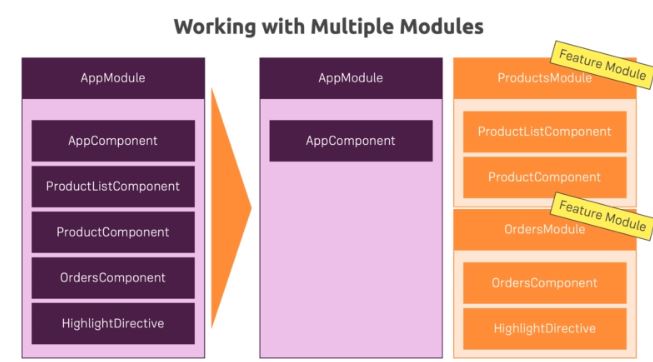 Working with Multiple Modules
AppModule
AppComponent
ProductListComponent
ProductComponent
OrdersComponent
HighlightDirective
AppModule
AppComponent
Feature Module
ProductsModule
ProductListComponent
ProductComponent
Feature Module
OrdersModule
OrdersComponent
HighlightDirective